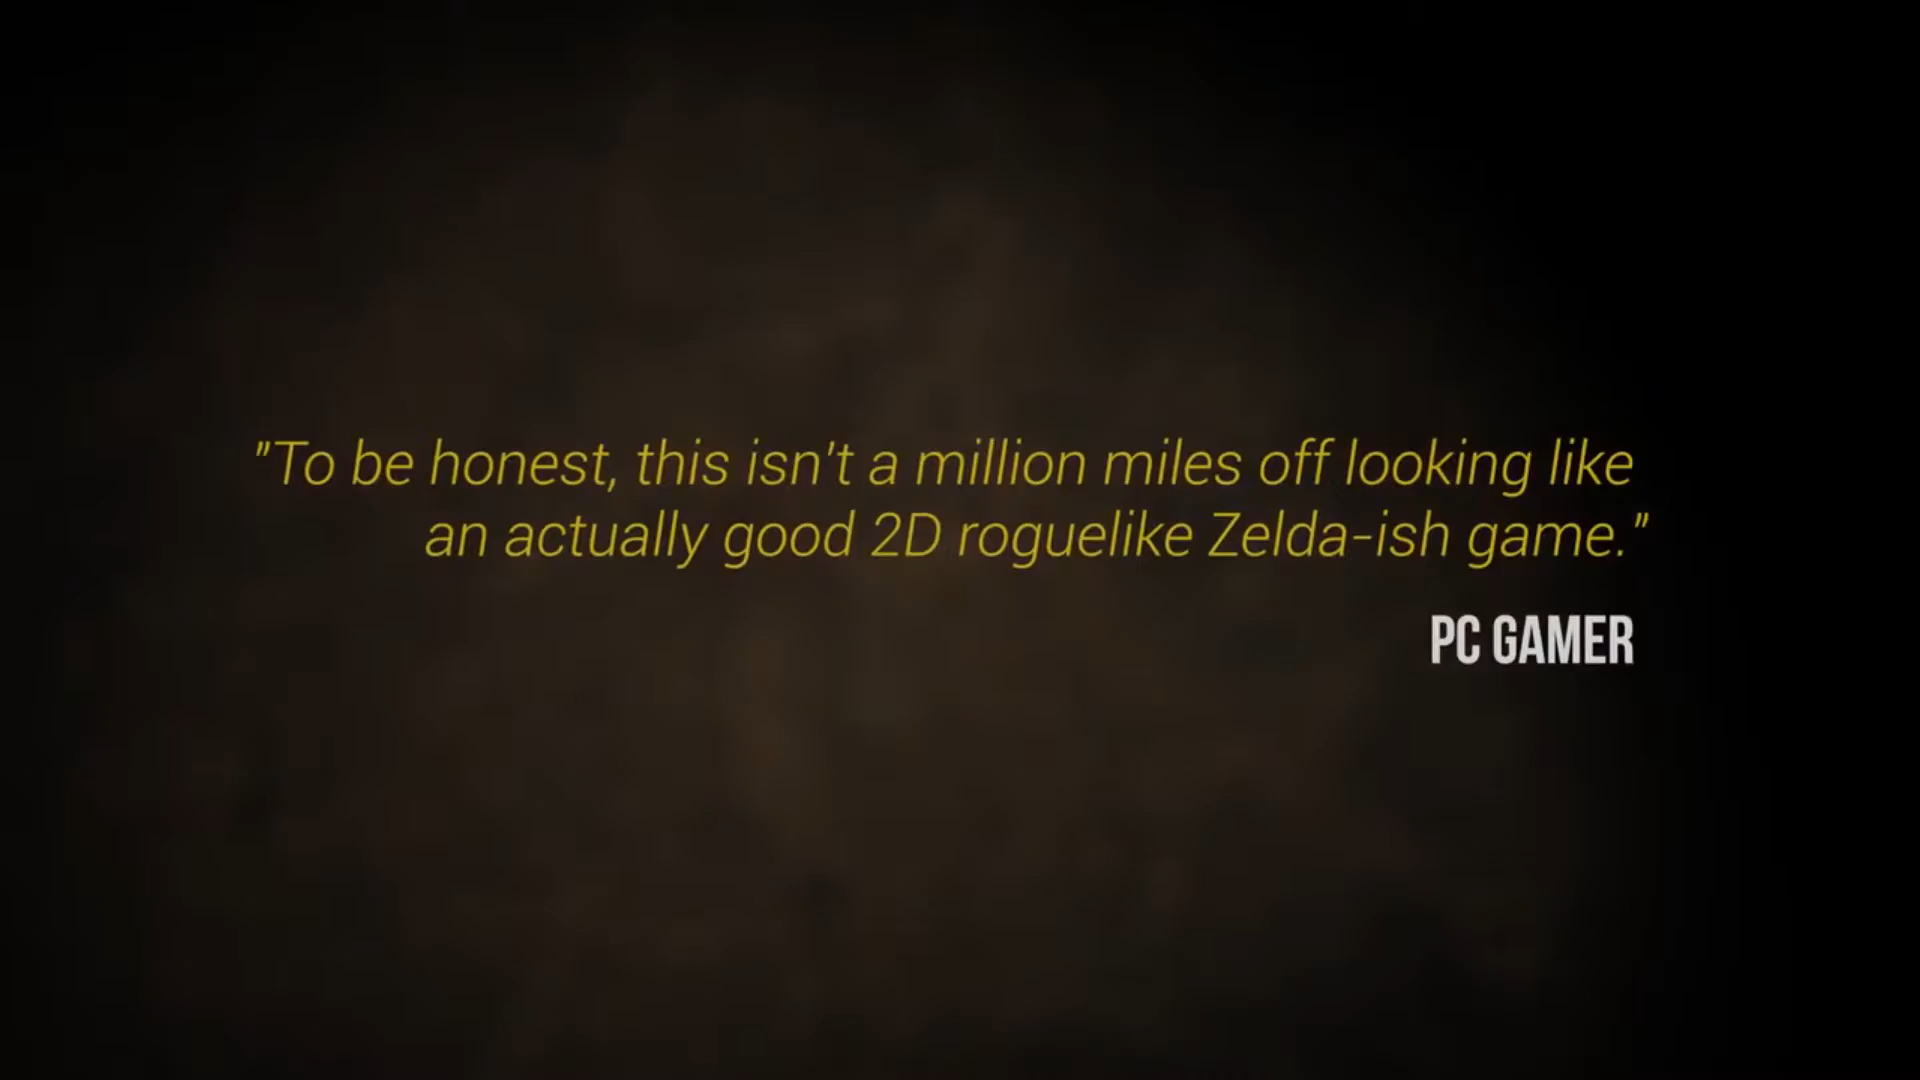 "To be honest, this isn't a million miles off looking like
an actually good 2D roguelike Zelda-ish game."
PC GAMER